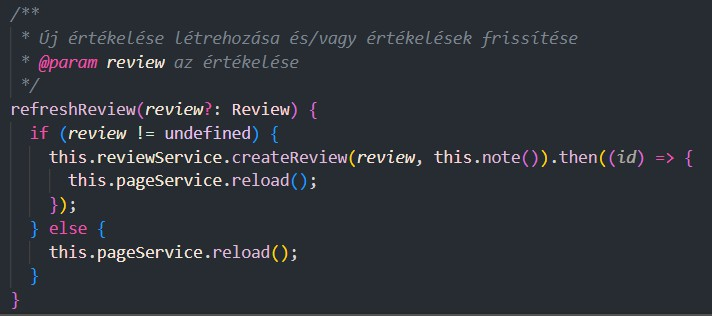 /**
 * Új értékelése létrehozása és/vagy értékelések frissítése
 * @param review az értékelése
 */
refreshReview(review?: Review) {
  if (review != undefined) {
    this.reviewService.createReview(review, this.note()).then((id) => {
      this.pageService.reload();
    });
  } else {
    this.pageService.reload();
  }
}